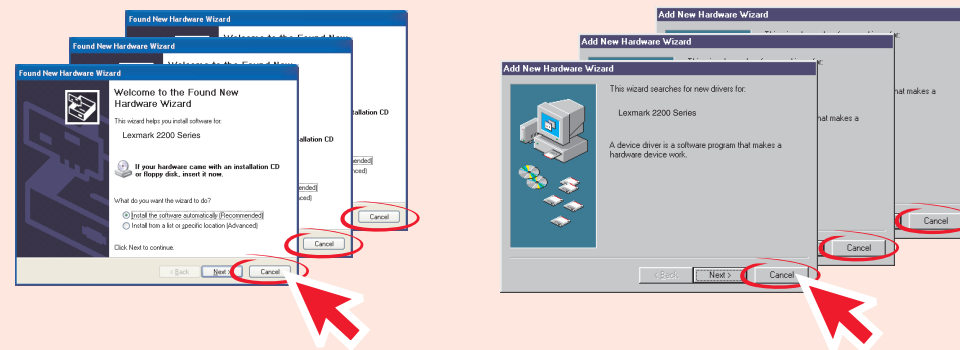 Found New Hardware Wizard
Found New Hardware Wizard
Found New Hardware Wizard
Welcome to the Found New
Hardware Wizard
This wizard helps you install software for:
Lexmark 2200 Series
If your hardware came with an installation CD
or floppy disk, insert it now.
What do you want the wizard to do?
Install the software automatically (Recommended)
Install from a list or specific location (Advanced)
Click Next to continue.
< Back
Next >
Cancel
Cancel
Cancel
Add New Hardware Wizard
Add New Hardware Wizard
Add New Hardware Wizard
This wizard searches for new drivers for:
Lexmark 2200 Series
A device driver is a software program that makes a
hardware device work.
< Back
Next >
Cancel
Cancel
Cancel
hat makes a
hat makes a